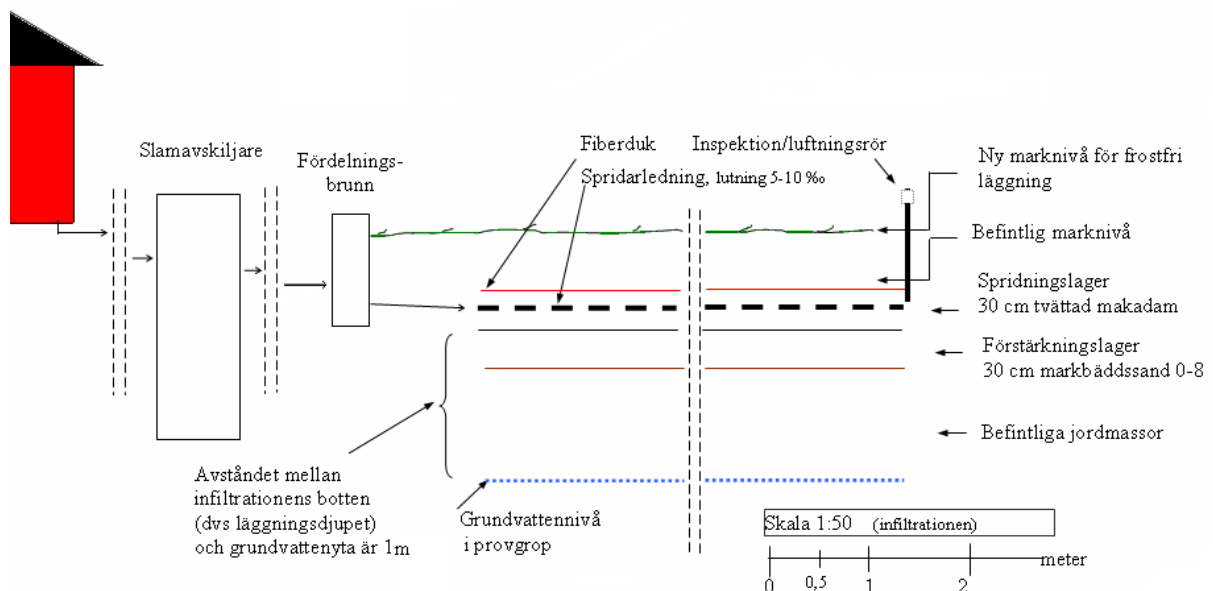 Slamavskiljare
Fördelnings-
brunn
Fiberduk
Spridarledning, lutning 5-10 ‰
Inspektion/luftningsrör
Ny marknivå för frostfri
läggning
Befintlig marknivå
Spridningslager
30 cm tvättad makadam
Förstärkningslager
30 cm markbäddssand 0-8
Befintliga jordmassor
Avståndet mellan
infiltrationens botten
(dvs läggningsdjupet)
och grundvattenyta är 1m
Grundvattennivå
i provgrop
Skala 1:50 (infiltrationen)
meter
0 0,5 1 2